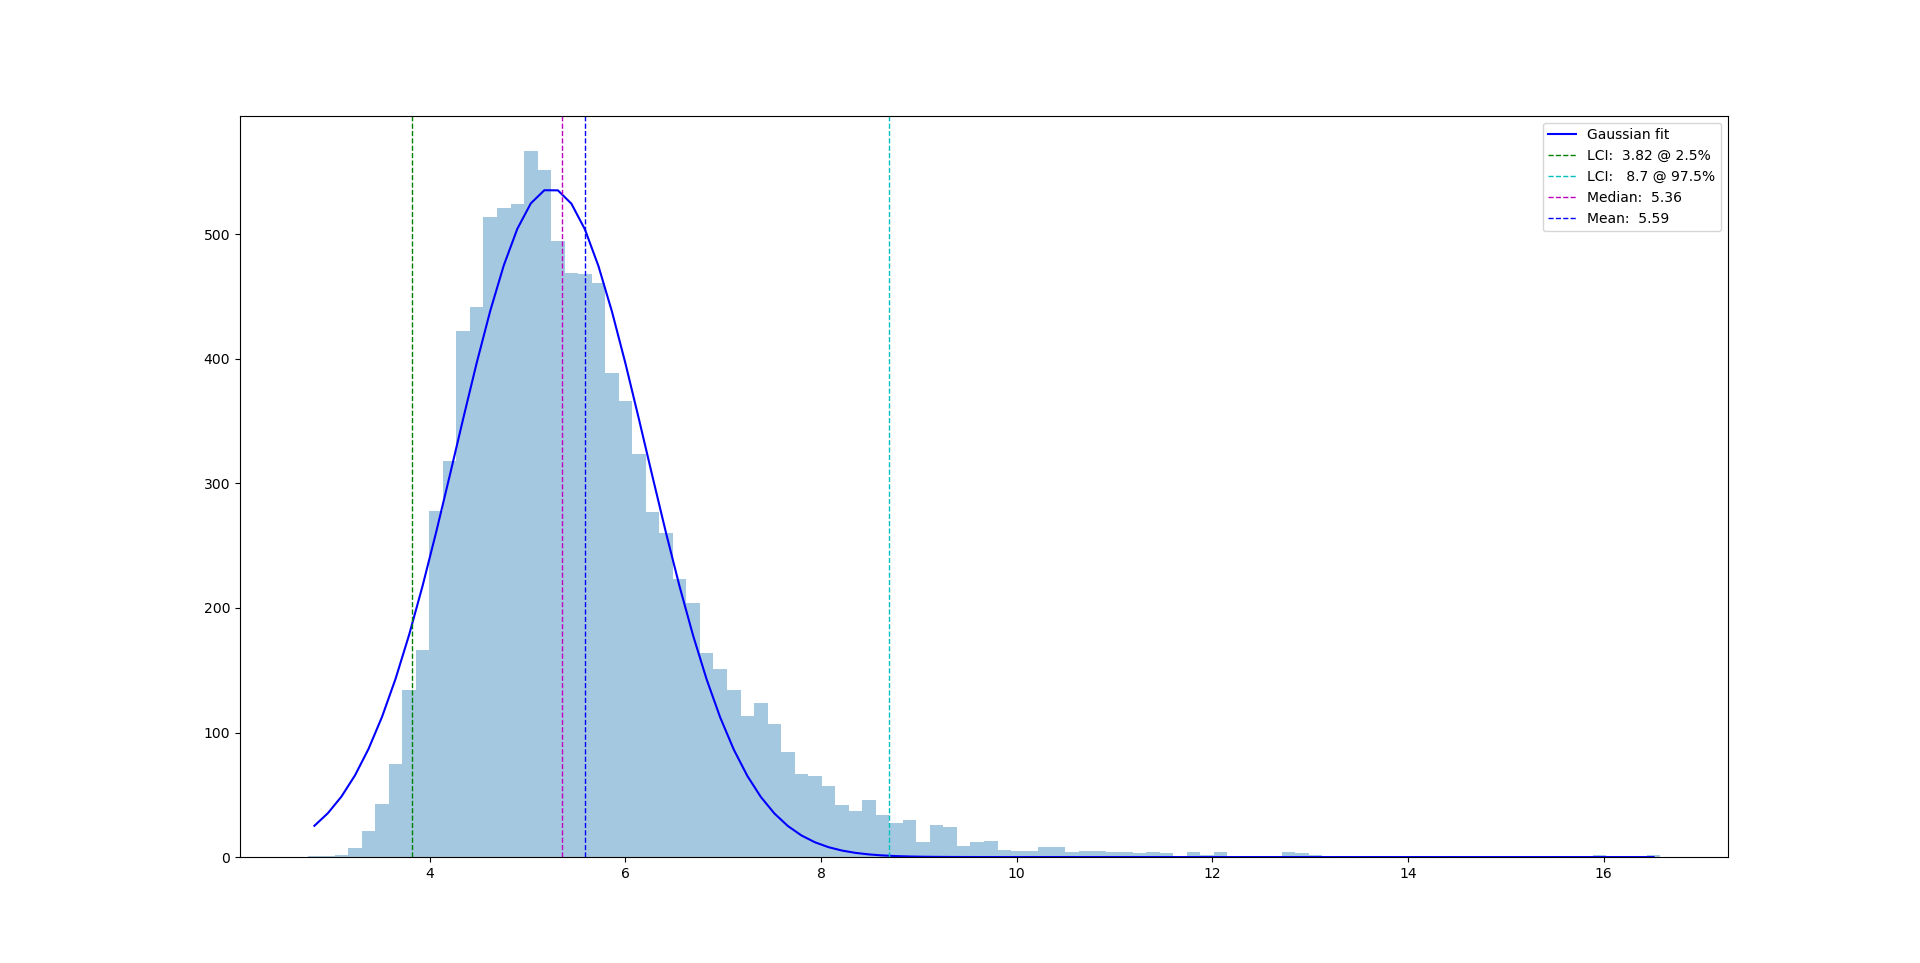 Gaussian fit
LCI:  3.82 @ 2.5%
LCI:   8.7 @ 97.5%
Median:  5.36
Mean:  5.59
500
400
300
200
100
0
4 6 8 10 12 14 16